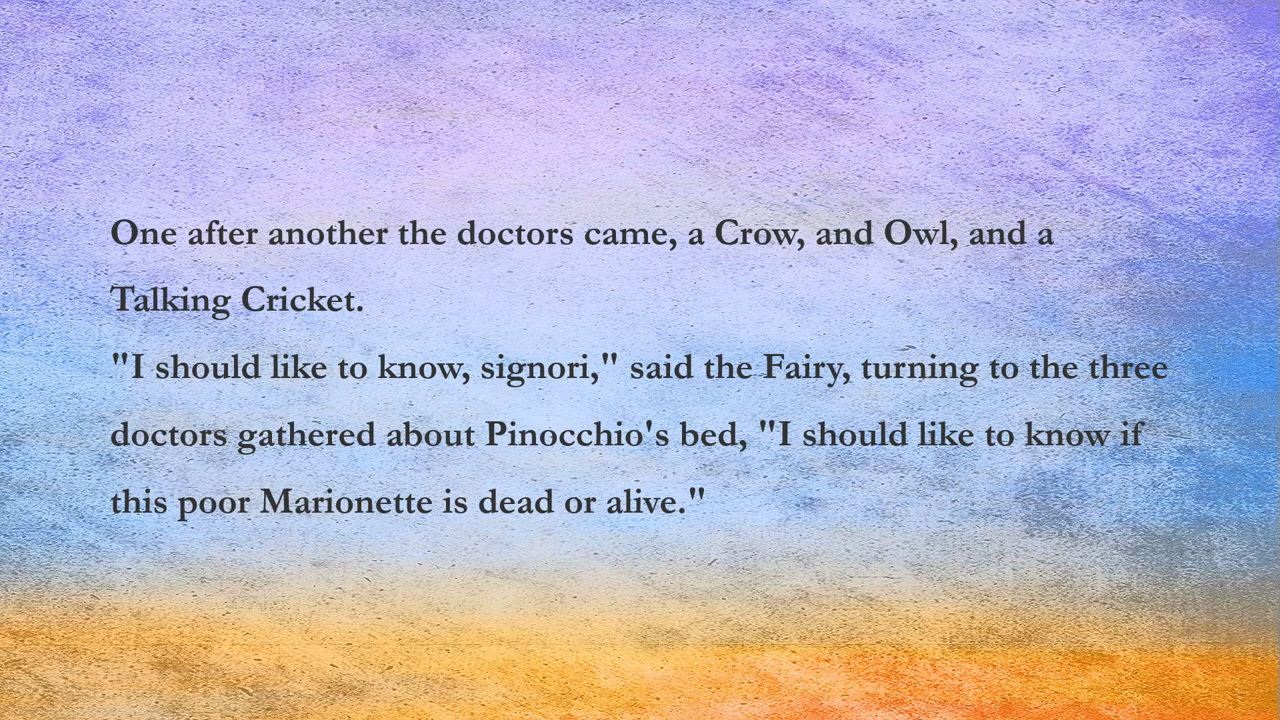 One after another the doctors came, a Crow, and Owl, and a
Talking Cricket.
"I should like to know, signori," said the Fairy, turning to the three
doctors gathered about Pinocchio's bed, "I should like to know if
this poor Marionette is dead or alive."